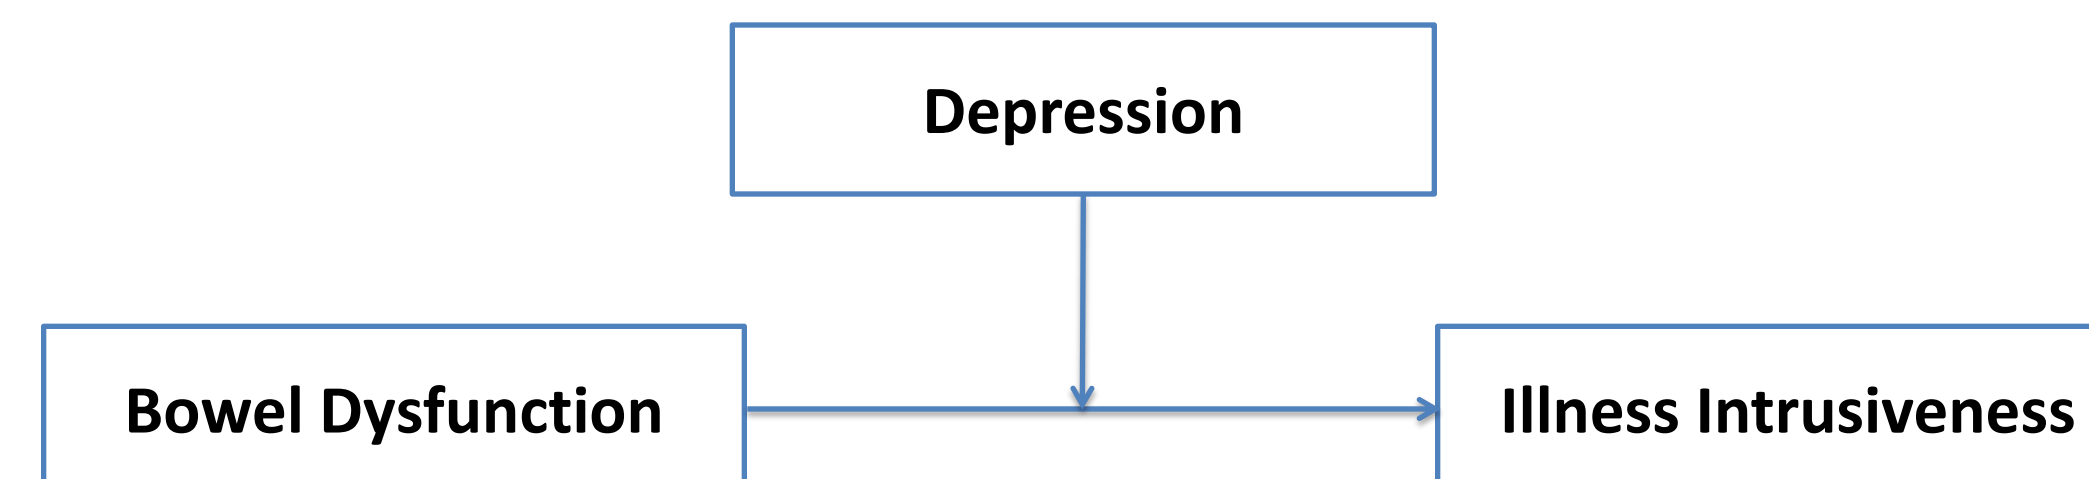 Depression
Bowel Dysfunction
Illness Intrusiveness